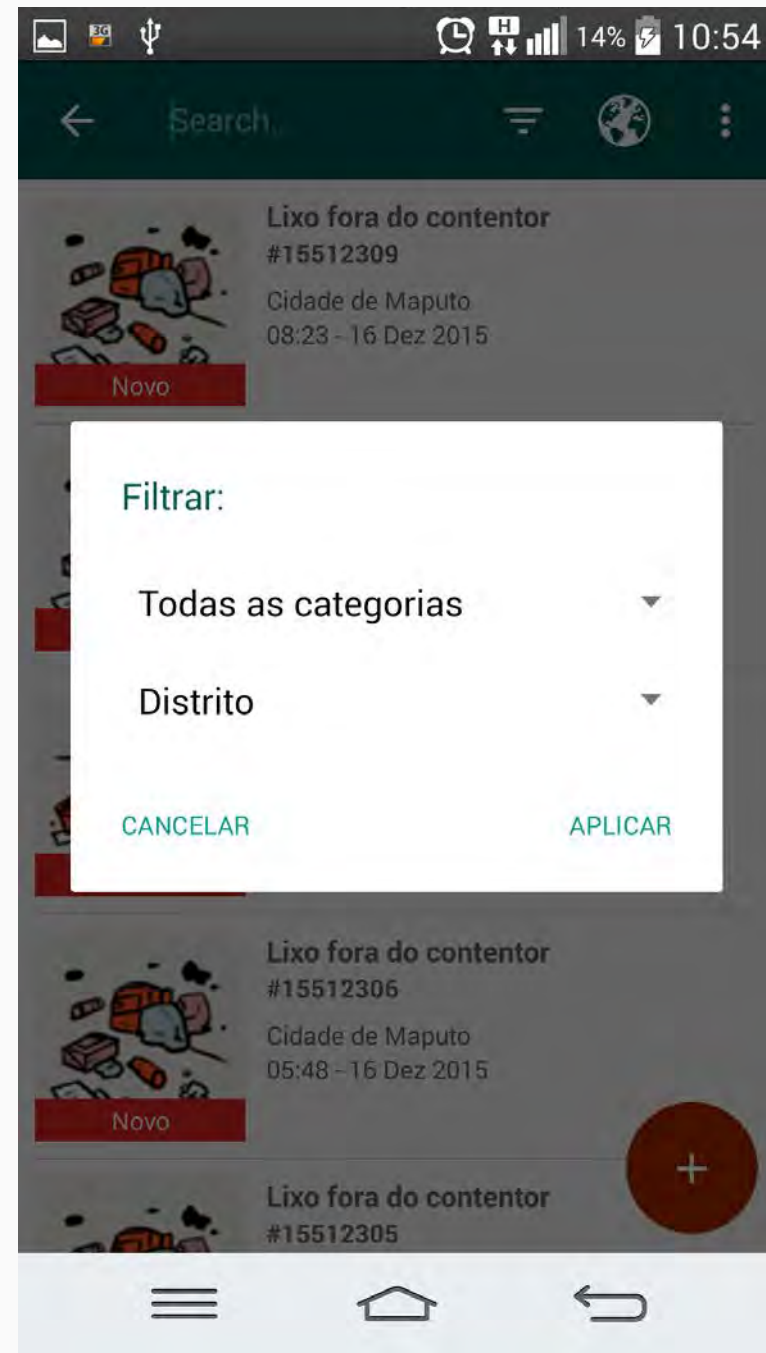 3G
H
14%
10:54
Search...
Lixo fora do contentor
#15512309
Cidade de Maputo
08:23 - 16 Dez 2015
Novo
Filtrar:
Todas as categorias
Distrito
CANCELAR
APLICAR
Lixo fora do contentor
#15512306
Cidade de Maputo
05:48 - 16 Dez 2015
Novo
+
Lixo fora do contentor
#15512305